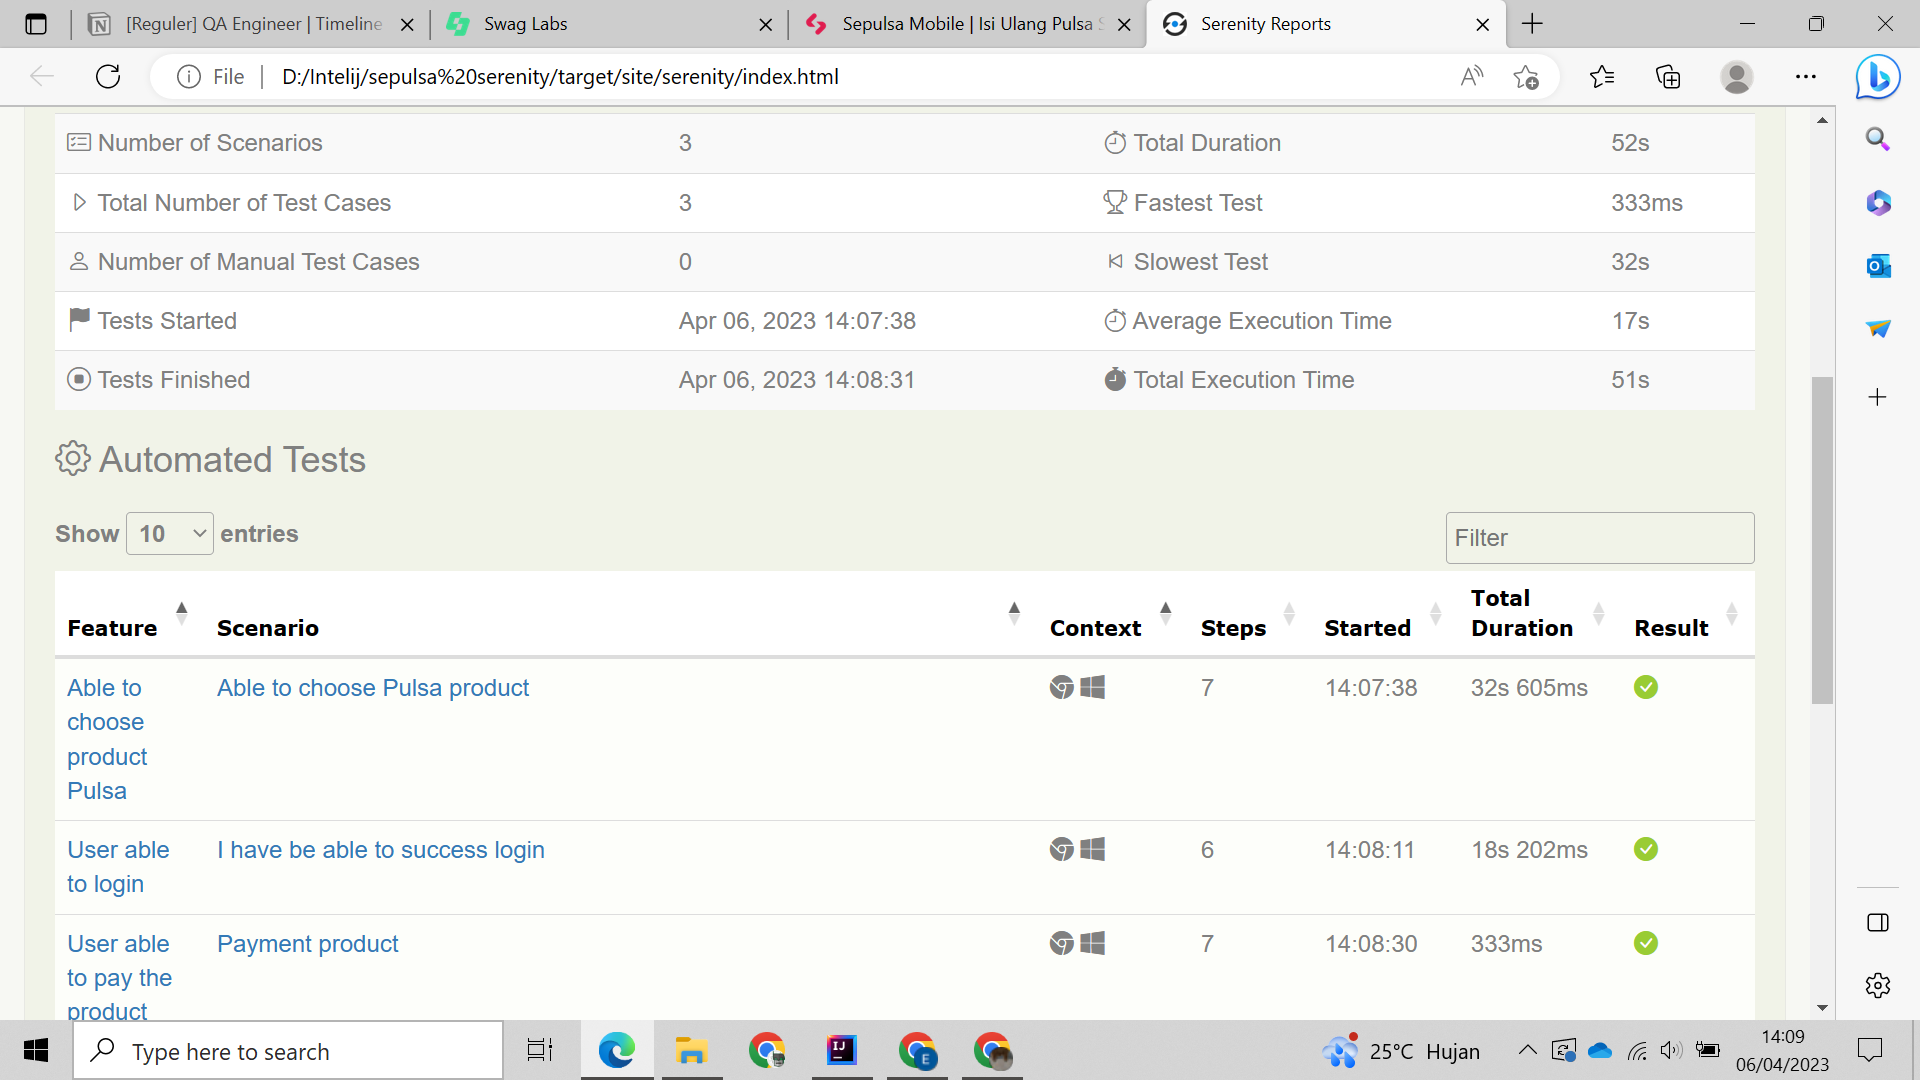 [Reguler] QA Engineer | Timeline
Swag Labs
Sepulsa Mobile | Isi Ulang Pulsa S
Serenity Reports
File
D:/Intelij/sepulsa%20serenity/target/site/serenity/index.html
Number of Scenarios 3 Total Duration 52s
Total Number of Test Cases 3 Fastest Test 333ms
Number of Manual Test Cases 0 Slowest Test 32s
Tests Started Apr 06, 2023 14:07:38 Average Execution Time 17s
Tests Finished Apr 06, 2023 14:08:31 Total Execution Time 51s
Automated Tests
Show 10 entries
Filter
Feature Scenario Context Steps Started Total Duration Result
Able to choose product Pulsa Able to choose Pulsa product 7 14:07:38 32s 605ms
User able to login I have be able to success login 6 14:08:11 18s 202ms
User able to pay the product Payment product 7 14:08:30 333ms
Type here to search
25°C Hujan
14:09
06/04/2023